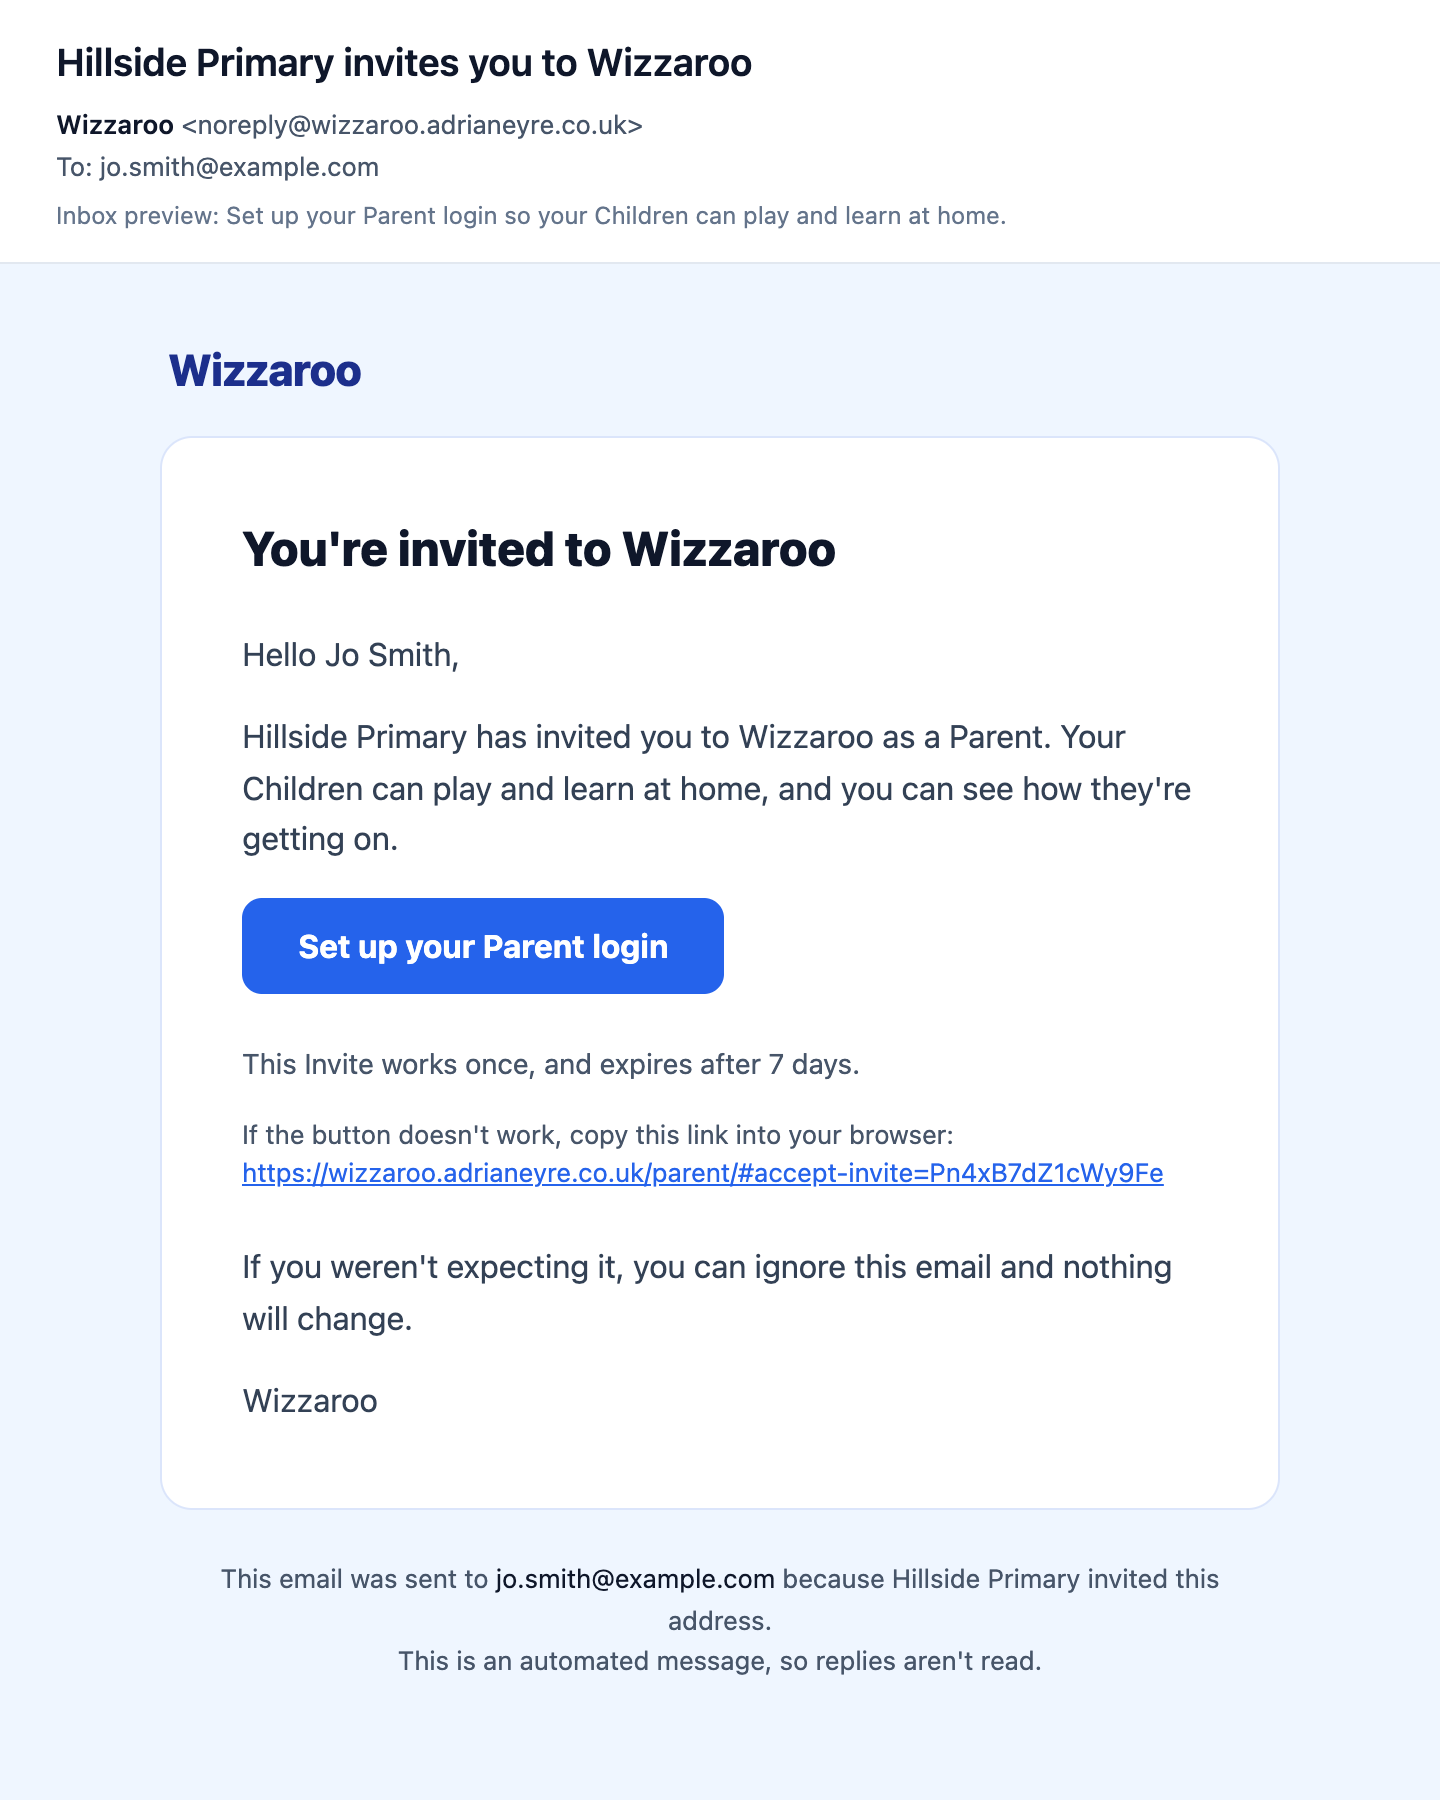 Hillside Primary invites you to Wizzaroo
Wizzaroo <noreply@wizzaroo.adrianeyre.co.uk>
To: jo.smith@example.com
Inbox preview: Set up your Parent login so your Children can play and learn at home.
Wizzaroo
You're invited to Wizzaroo
Hello Jo Smith,
Hillside Primary has invited you to Wizzaroo as a Parent. Your
Children can play and learn at home, and you can see how they're
getting on.
Set up your Parent login
This Invite works once, and expires after 7 days.
If the button doesn't work, copy this link into your browser:
https://wizzaroo.adrianeyre.co.uk/parent/#accept-invite=Pn4xB7dZ1cWy9Fe
If you weren't expecting it, you can ignore this email and nothing
will change.
Wizzaroo
This email was sent to jo.smith@example.com because Hillside Primary invited this
address.
This is an automated message, so replies aren't read.